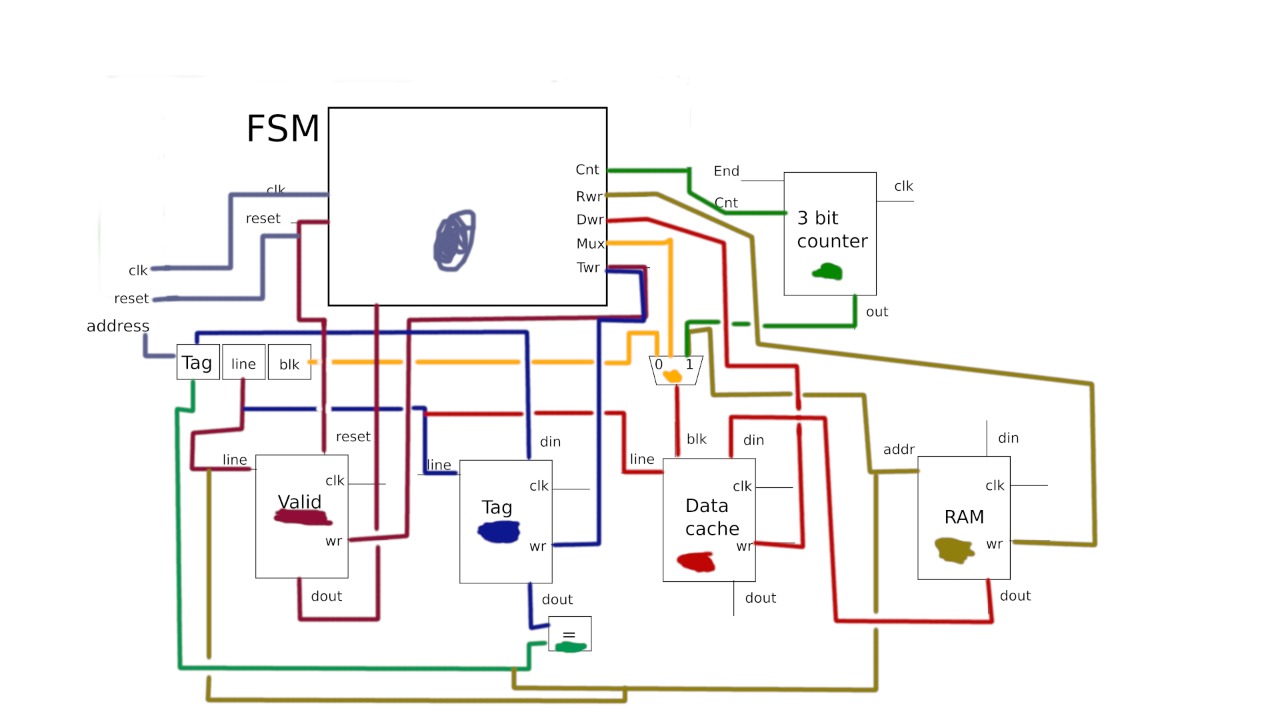 FSM
Cnt
Rwr
Dwr
Mux
Twr
clk
reset
clk
reset
address
End
Cnt
clk
3 bit
counter
out
Tag
line
blk
0
1
reset
line
clk
Valid
wr
dout
din
line
clk
Tag
wr
dout
=
blk
din
line
clk
Data
cache
wr
dout
addr
din
clk
RAM
wr
dout